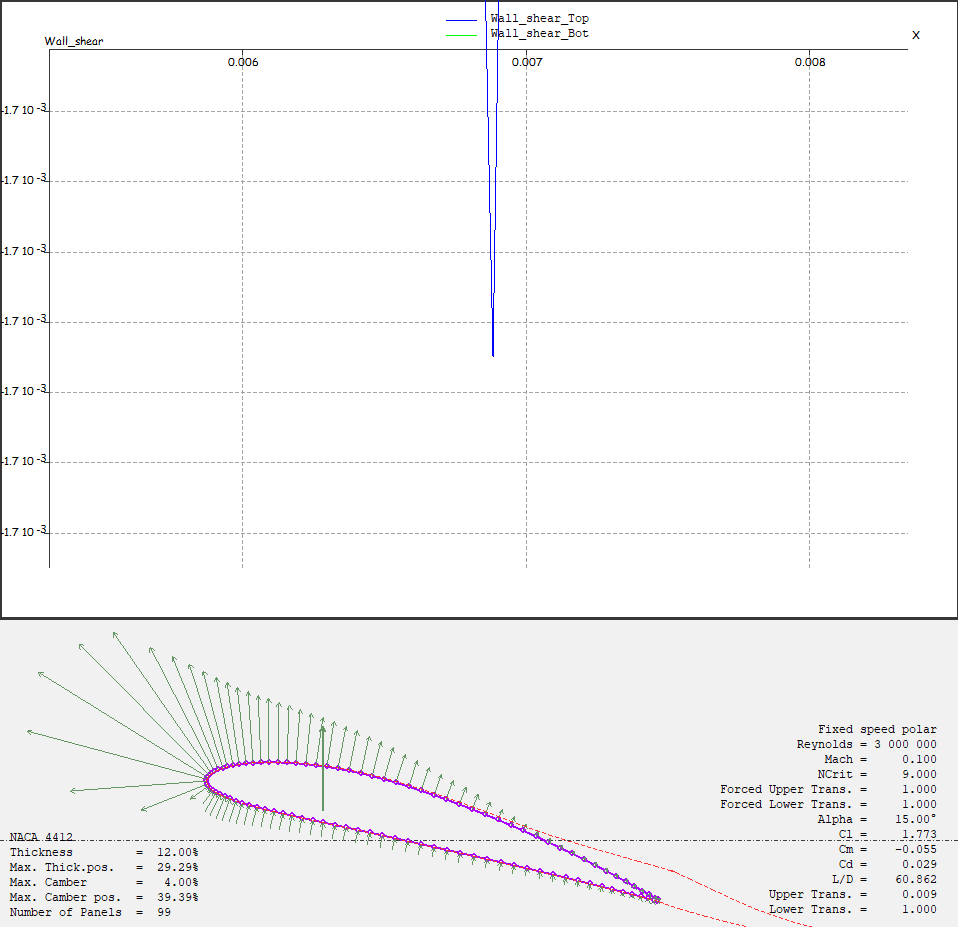 Wall_shear_Top
Wall_shear_Bot
Wall_shear
X
0.006 0.007 0.008
-1.7 10 -3
-1.7 10 -3
-1.7 10 -3
-1.7 10 -3
-1.7 10 -3
-1.7 10 -3
-1.7 10 -3
Fixed speed polar
Reynolds = 3 000 000
Mach = 0.100
NCrit = 9.000
Forced Upper Trans. = 1.000
Forced Lower Trans. = 1.000
Alpha = 15.00°
Cl = 1.773
Cm = -0.055
Cd = 0.029
L/D = 60.862
Upper Trans. = 0.009
Lower Trans. = 1.000
NACA 4412
Thickness = 12.00%
Max. Thick.pos. = 29.29%
Max. Camber = 4.00%
Max. Camber pos. = 39.39%
Number of Panels = 99